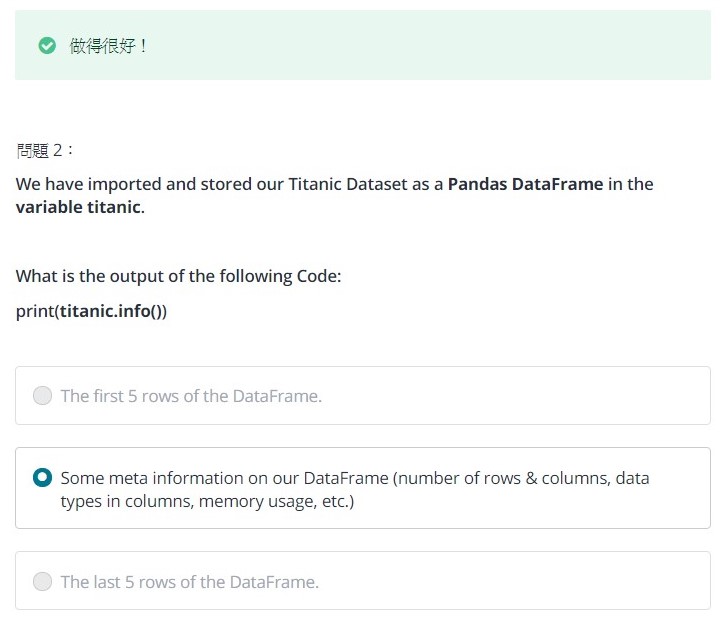 做得很好！
問題 2：
We have imported and stored our Titanic Dataset as a Pandas DataFrame in the
variable titanic.
What is the output of the following Code:
print(titanic.info())
The first 5 rows of the DataFrame.
Some meta information on our DataFrame (number of rows & columns, data
types in columns, memory usage, etc.)
The last 5 rows of the DataFrame.